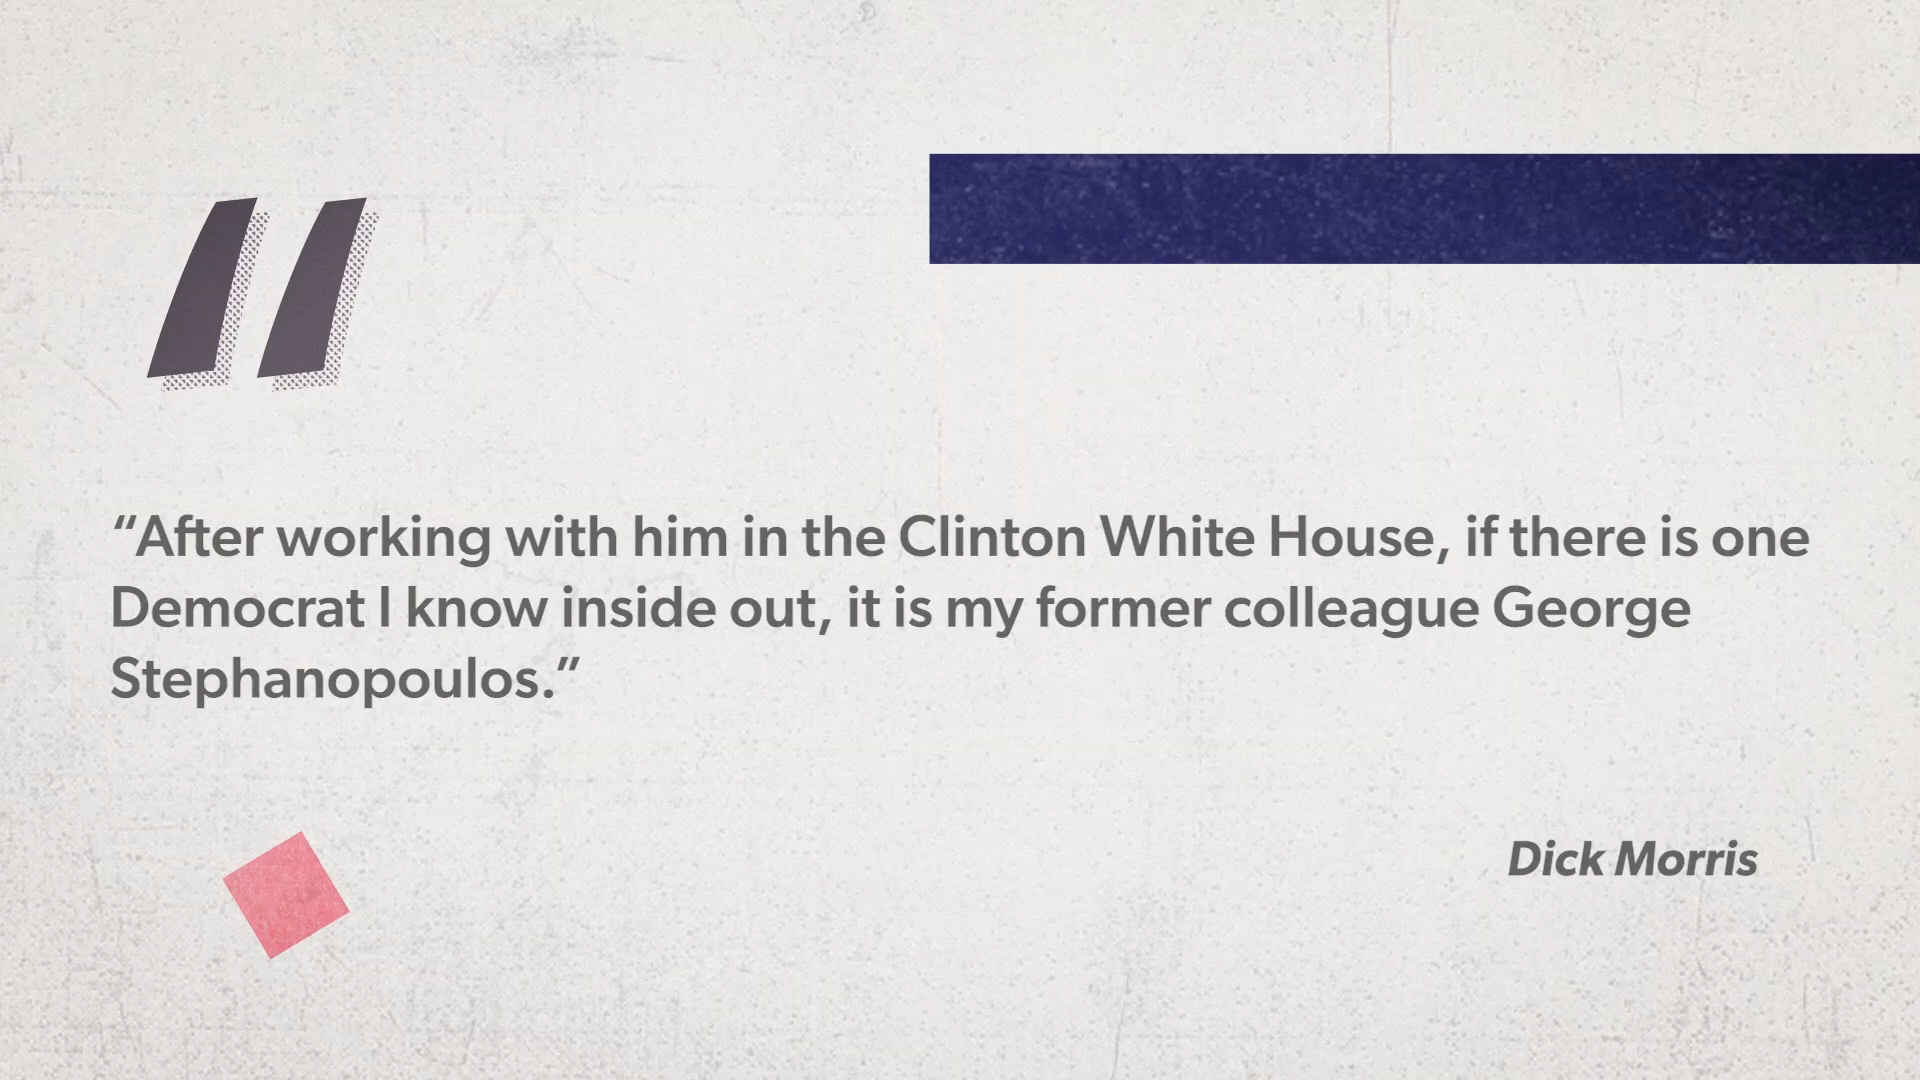 “After working with him in the Clinton White House, if there is one
Democrat I know inside out, it is my former colleague George
Stephanopoulos.”
Dick Morris